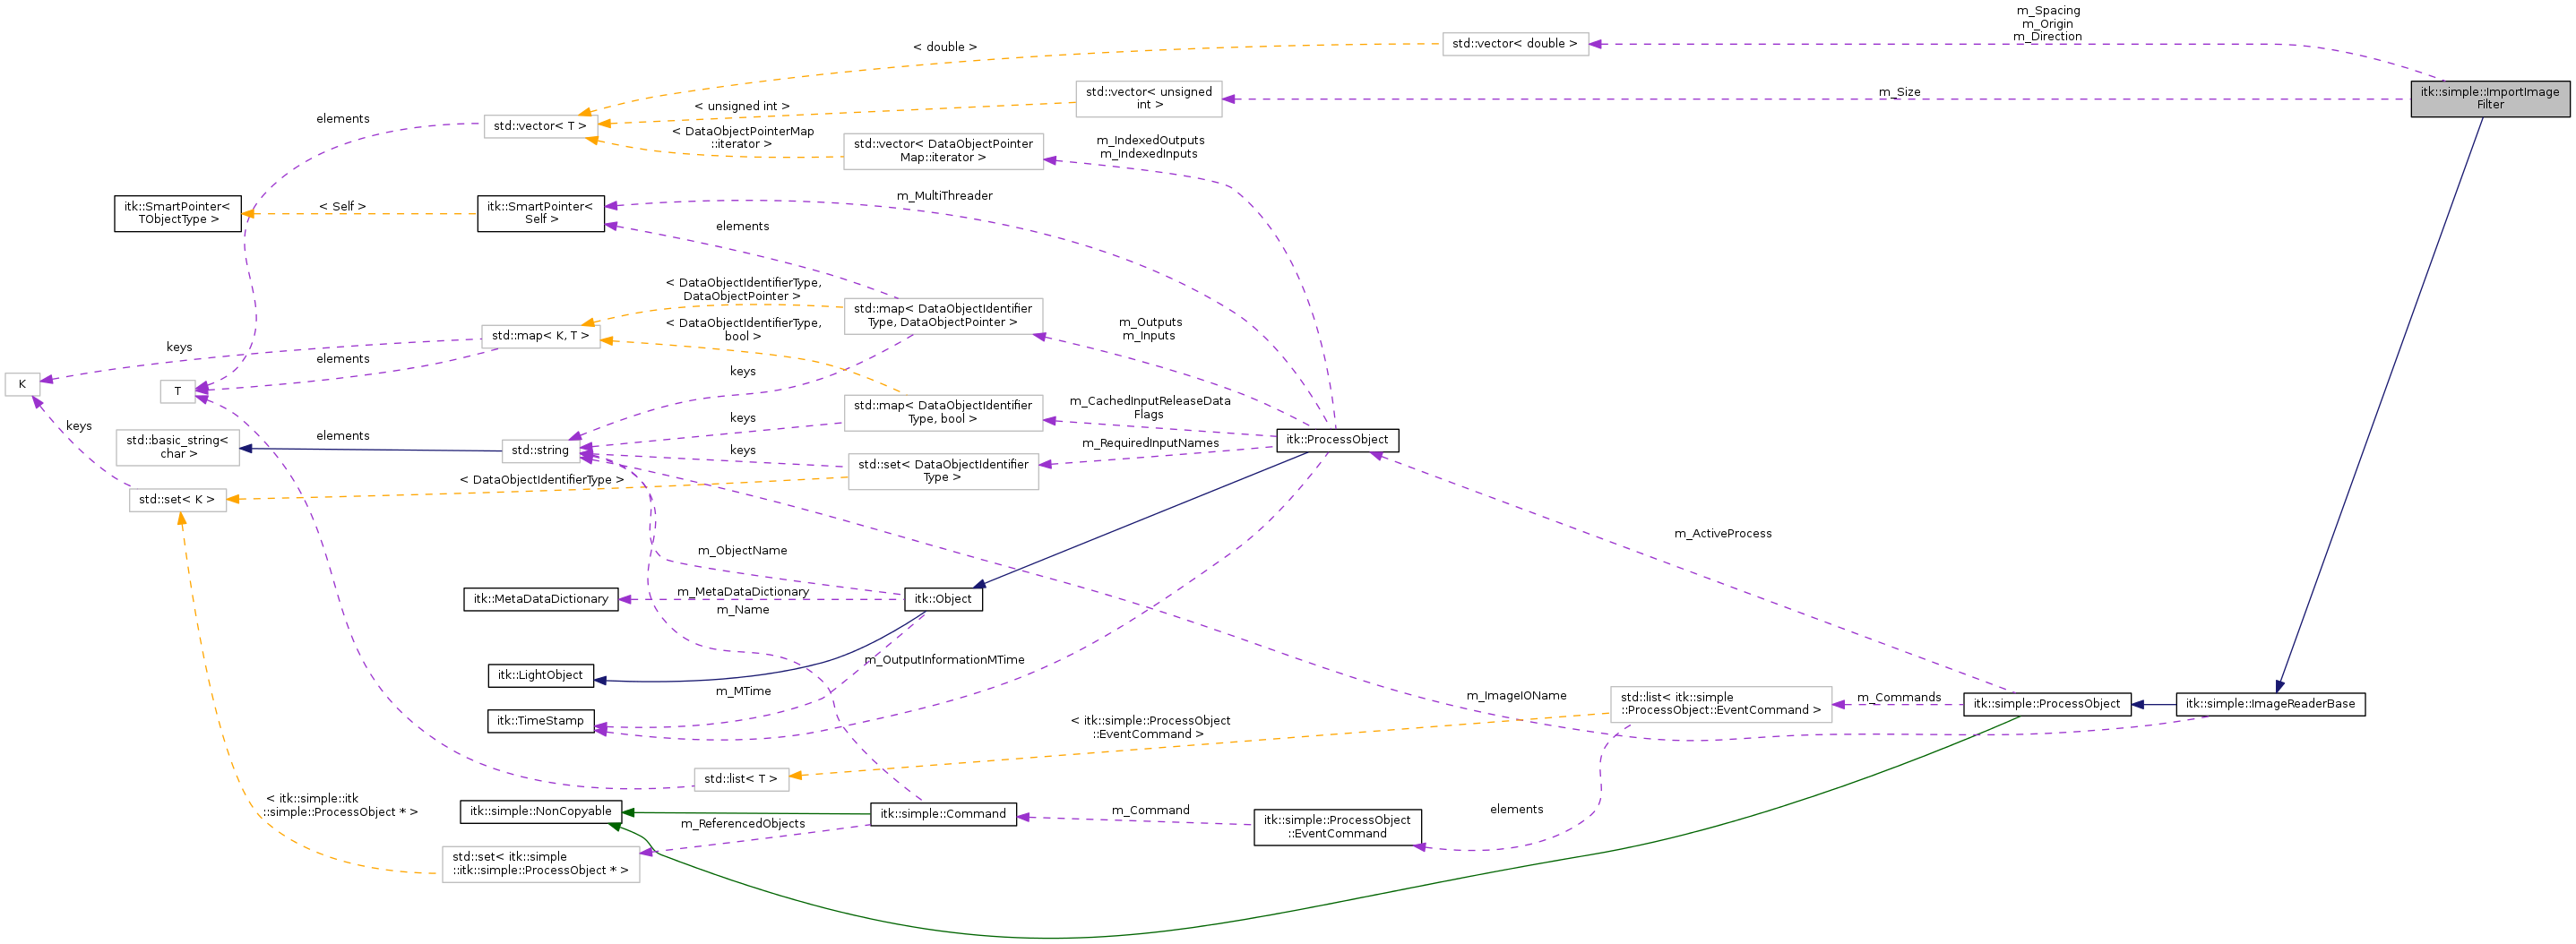 m_Spacing
m_Origin
m_Direction
std::vector< double >
< double >
itk::simple::ImportImage
Filter
m_Size
std::vector< unsigned
int >
< unsigned int >
std::vector< T >
elements
< DataObjectPointerMap
::iterator >
std::vector< DataObjectPointer
Map::iterator >
m_IndexedOutputs
m_IndexedInputs
m_MultiThreader
itk::SmartPointer<
TObjectType >
< Self >
itk::SmartPointer<
Self >
elements
< DataObjectIdentifierType,
DataObjectPointer >
std::map< DataObjectIdentifier
Type, DataObjectPointer >
m_Outputs
m_Inputs
< DataObjectIdentifierType,
bool >
std::map< K, T >
keys
elements
keys
K
T
std::map< DataObjectIdentifier
Type, bool >
m_CachedInputReleaseData
Flags
keys
keys
itk::ProcessObject
m_RequiredInputNames
keys
std::basic_string<
char >
elements
std::string
std::set< DataObjectIdentifier
Type >
< DataObjectIdentifierType >
std::set< K >
m_ActiveProcess
m_ObjectName
itk::MetaDataDictionary
m_MetaDataDictionary
m_Name
itk::Object
m_OutputInformationMTime
itk::LightObject
m_MTime
itk::TimeStamp
m_ImageIOName
std::list< itk::simple
::ProcessObject::EventCommand >
m_Commands
itk::simple::ProcessObject
itk::simple::ImageReaderBase
< itk::simple::ProcessObject
::EventCommand >
std::list< T >
< itk::simple::itk
::simple::ProcessObject * >
itk::simple::NonCopyable
m_ReferencedObjects
itk::simple::Command
m_Command
itk::simple::ProcessObject
::EventCommand
elements
std::set< itk::simple
::itk::simple::ProcessObject * >